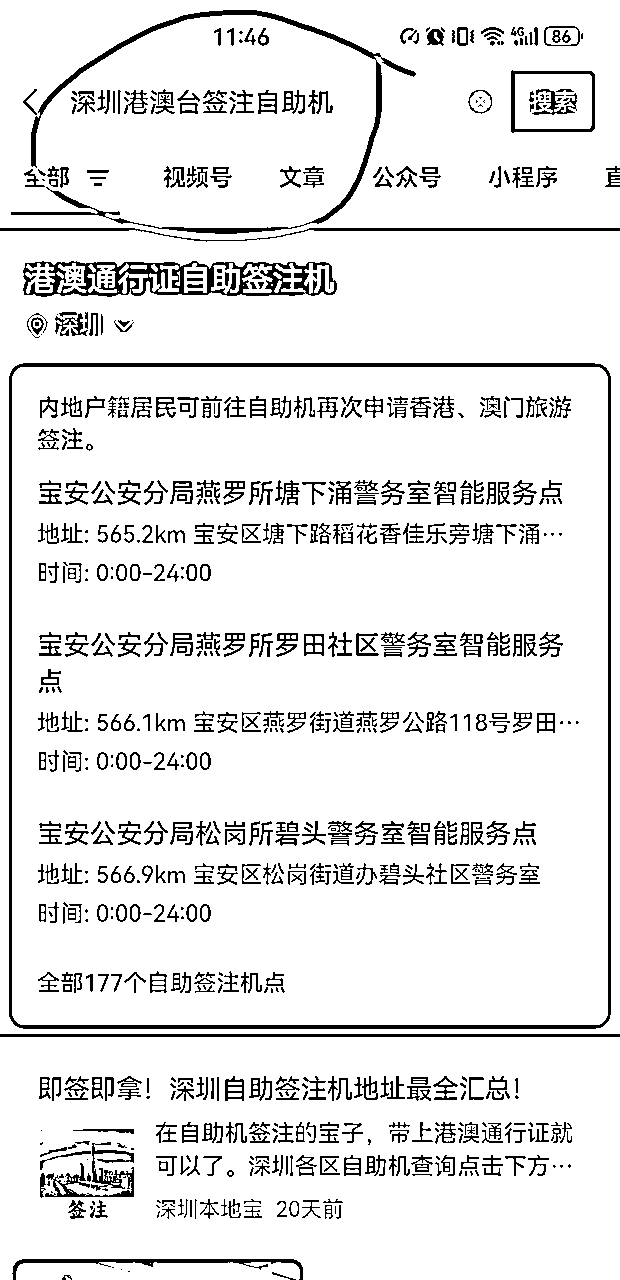 11:46 4G 86
深圳港澳台签注自助机 搜索
全部 视频号 文章 公众号 小程序 直
港澳通行证自助签注机
深圳
内地户籍居民可前往自助机再次申请香港、澳门旅游
签注。
宝安公安分局燕罗所塘下涌警务室智能服务点
地址: 565.2km 宝安区塘下路稻花香佳乐旁塘下涌…
时间: 0:00-24:00
宝安公安分局燕罗所罗田社区警务室智能服务
点
地址: 566.1km 宝安区燕罗街道燕罗公路118号罗田…
时间: 0:00-24:00
宝安公安分局松岗所碧头警务室智能服务点
地址: 566.9km 宝安区松岗街道办碧头社区警务室
时间: 0:00-24:00
全部177个自助签注机点
即签即拿！深圳自助签注机地址最全汇总！
在自助机签注的宝子，带上港澳通行证就
可以了。深圳各区自助机查询点击下方…
签注
深圳本地宝 20天前